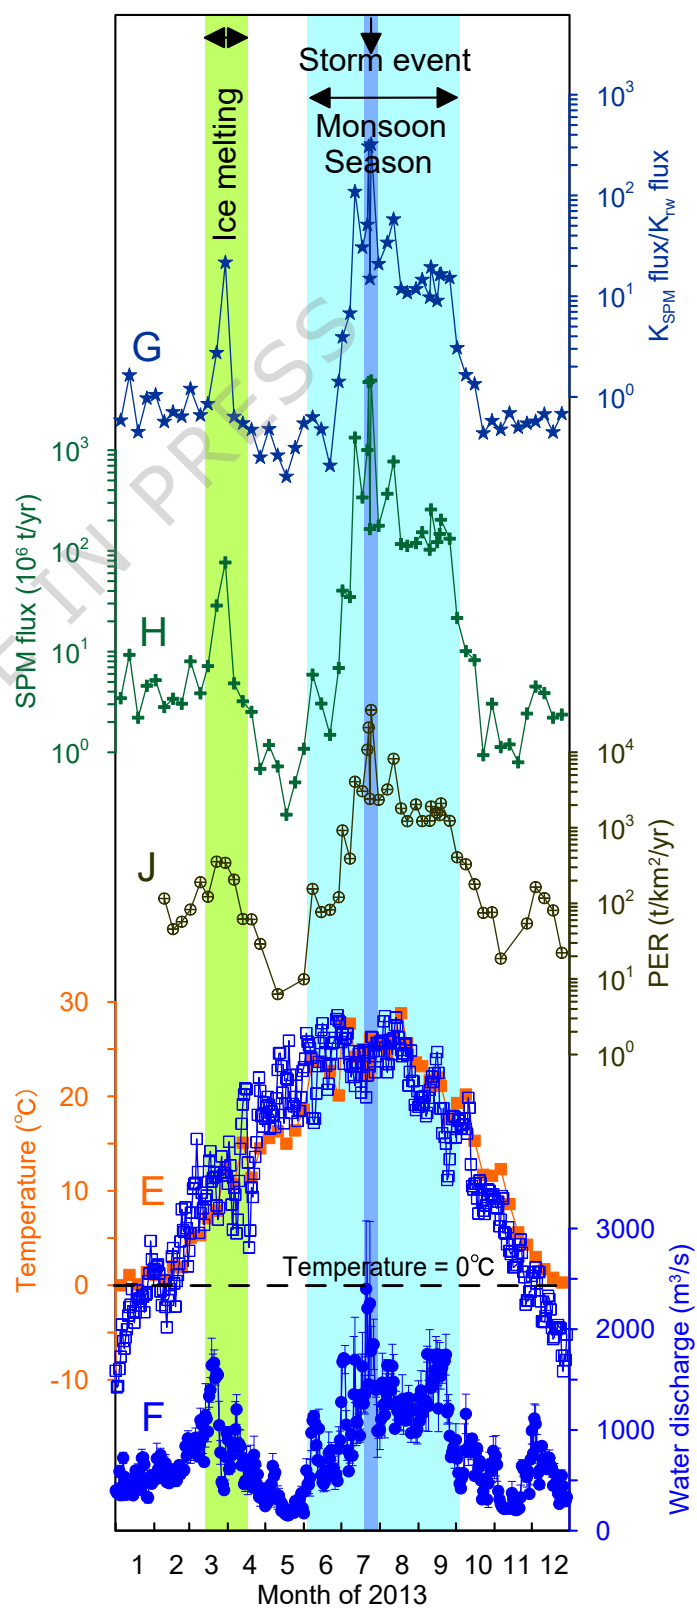 Storm event
Monsoon
Season
Ice melting
10³
10²
10¹
10⁰
K_SPM flux/K_rw flux
G
10³
10²
10¹
10⁰
SPM flux (10⁶ t/yr)
H
10⁴
10³
10²
10¹
10⁰
PER (t/km²/yr)
J
E IN PRESS
30
20
10
0
-10
Temperature (°C)
E
Temperature = 0°C
3000
2000
1000
0
Water discharge (m³/s)
F
1 2 3 4 5 6 7 8 9 10 11 12
Month of 2013